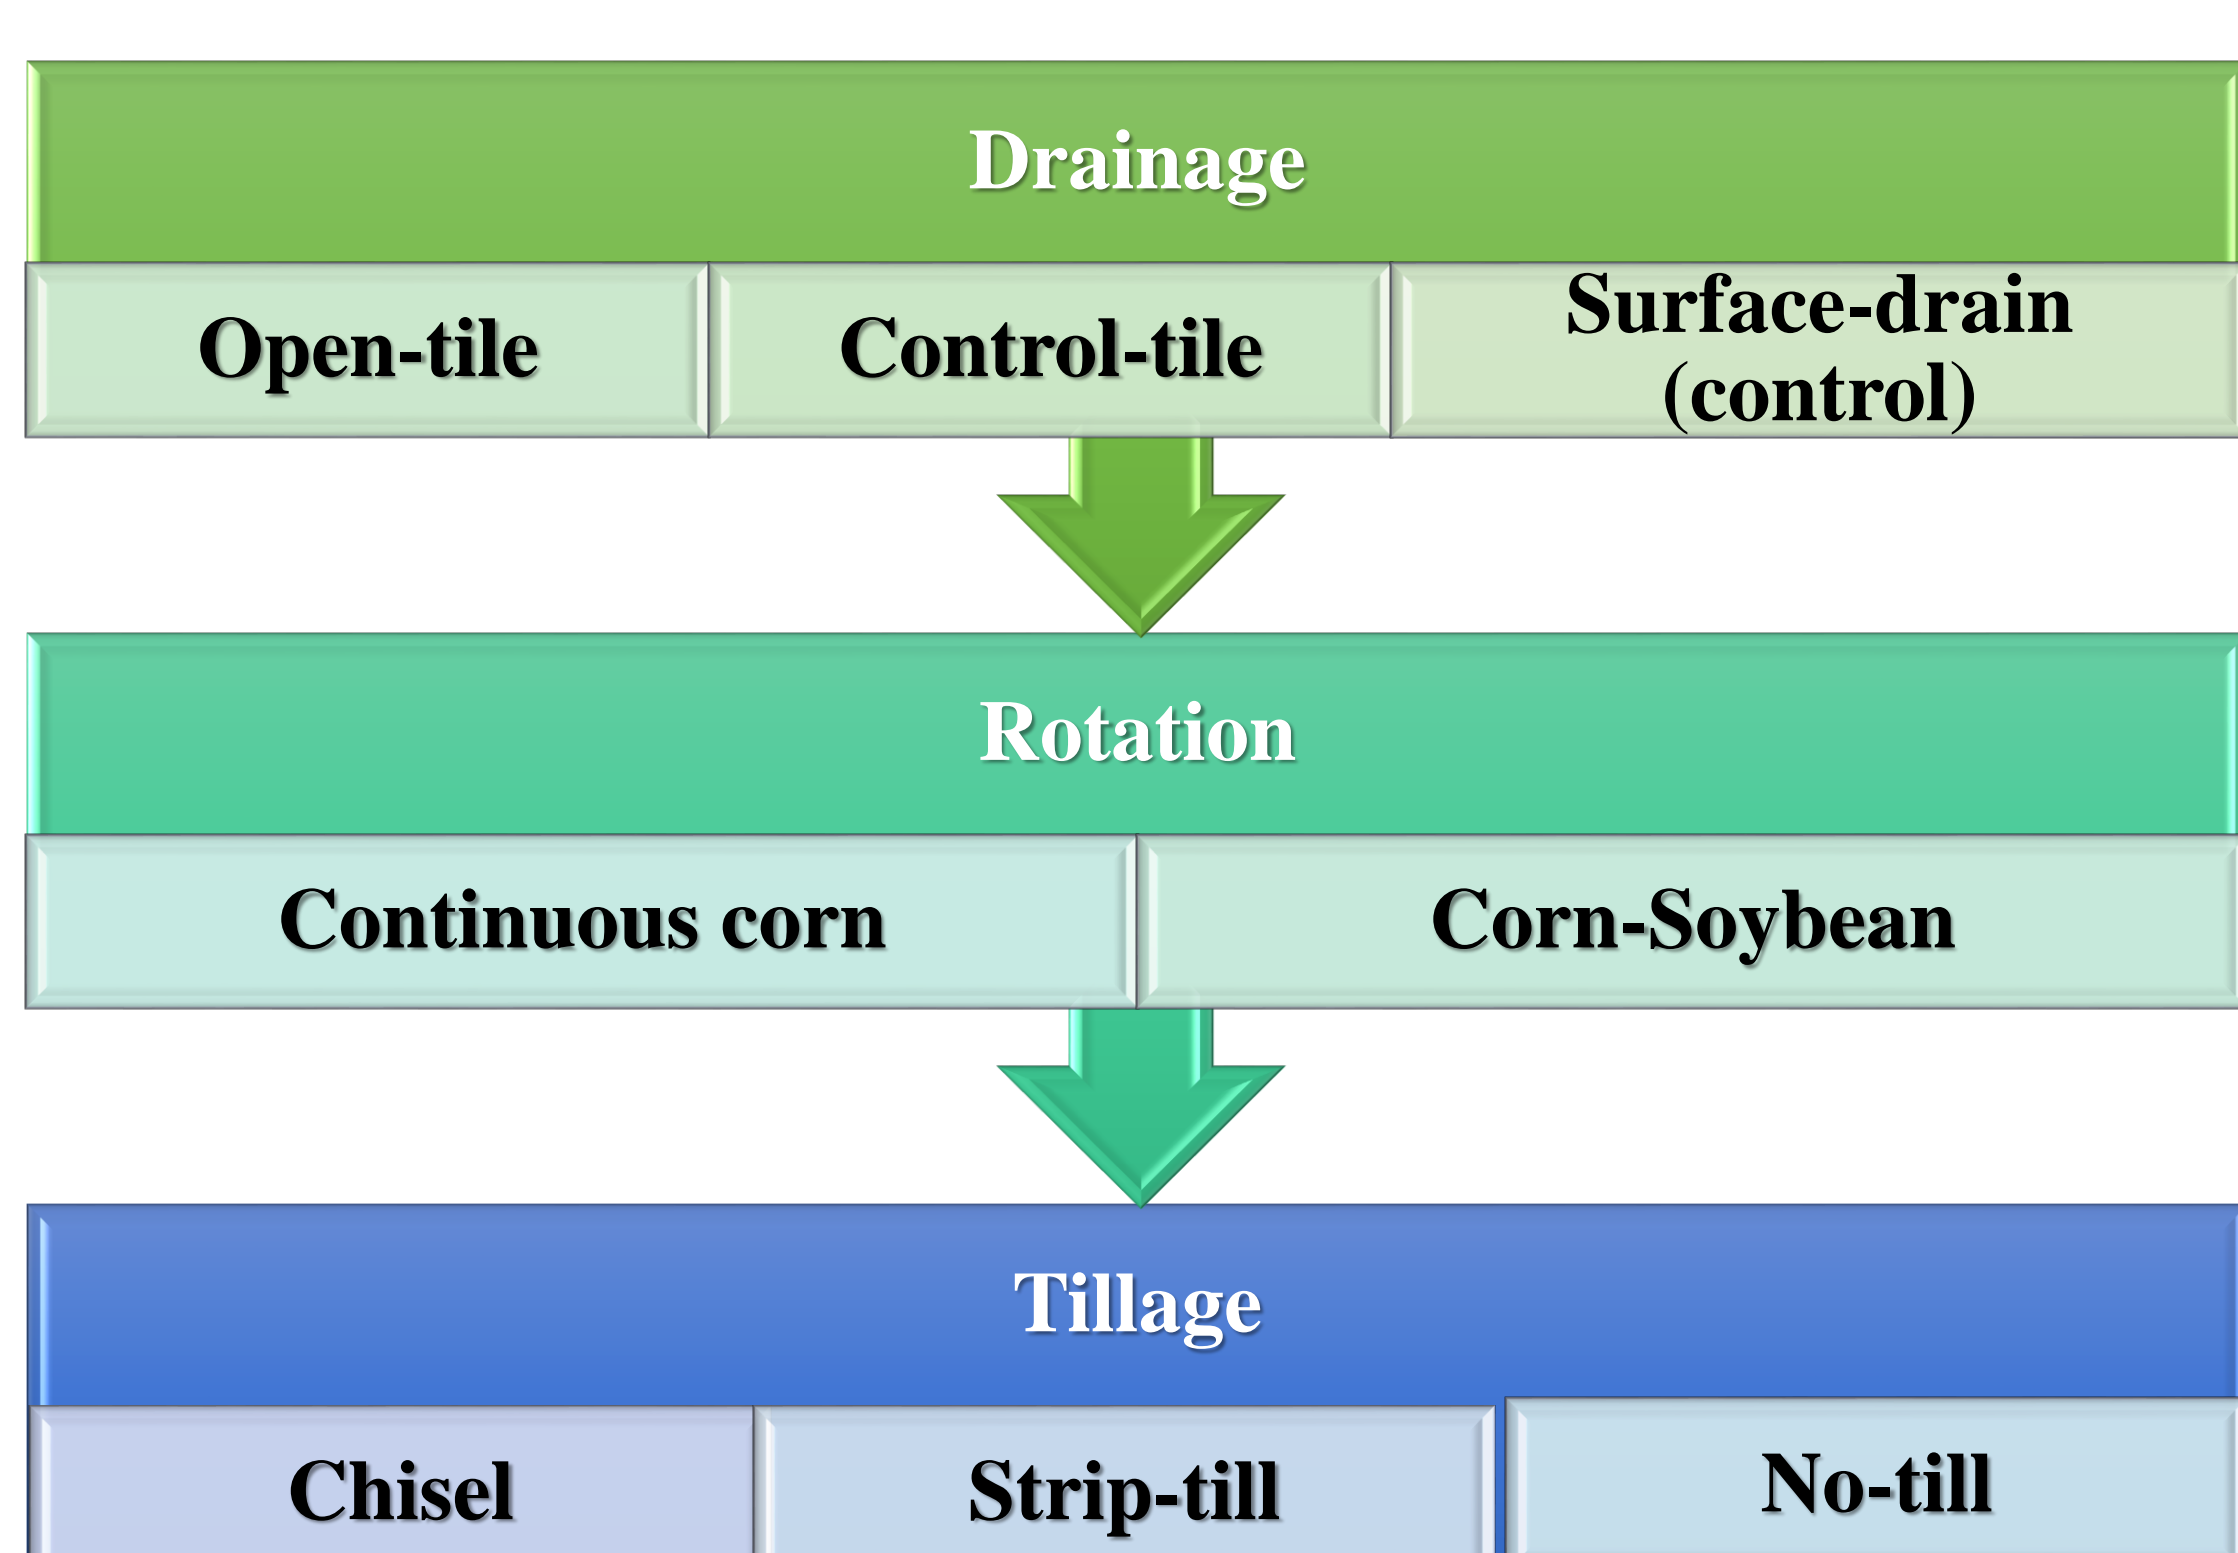 Drainage
Open-tile
Control-tile
Surface-drain
(control)
Rotation
Continuous corn
Corn-Soybean
Tillage
Chisel
Strip-till
No-till